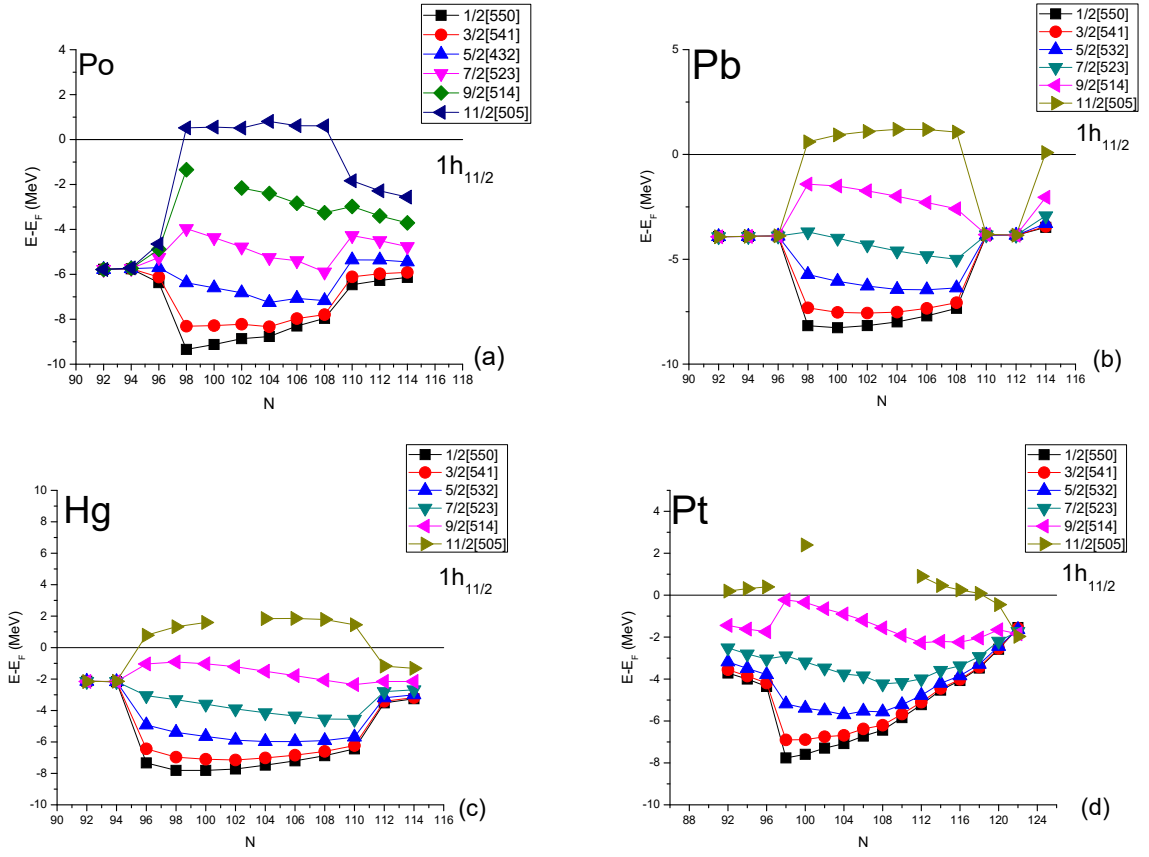 Po
1/2[550]
3/2[541]
5/2[432]
7/2[523]
9/2[514]
11/2[505]
1h11/2
E-EF (MeV)
4
2
0
-2
-4
-6
-8
-10
90 92 94 96 98 100 102 104 106 108 110 112 114 116 118
N
(a)
Pb
1/2[550]
3/2[541]
5/2[532]
7/2[523]
9/2[514]
11/2[505]
1h11/2
E-EF (MeV)
5
0
-5
-10
90 92 94 96 98 100 102 104 106 108 110 112 114 116
N
(b)
Hg
1/2[550]
3/2[541]
5/2[532]
7/2[523]
9/2[514]
11/2[505]
1h11/2
E-EF (MeV)
10
8
6
4
2
0
-2
-4
-6
-8
-10
90 92 94 96 98 100 102 104 106 108 110 112 114 116
N
(c)
Pt
1/2[550]
3/2[541]
5/2[532]
7/2[523]
9/2[514]
11/2[505]
1h11/2
E-EF (MeV)
4
2
0
-2
-4
-6
-8
-10
88 92 96 100 104 108 112 116 120 124
N
(d)